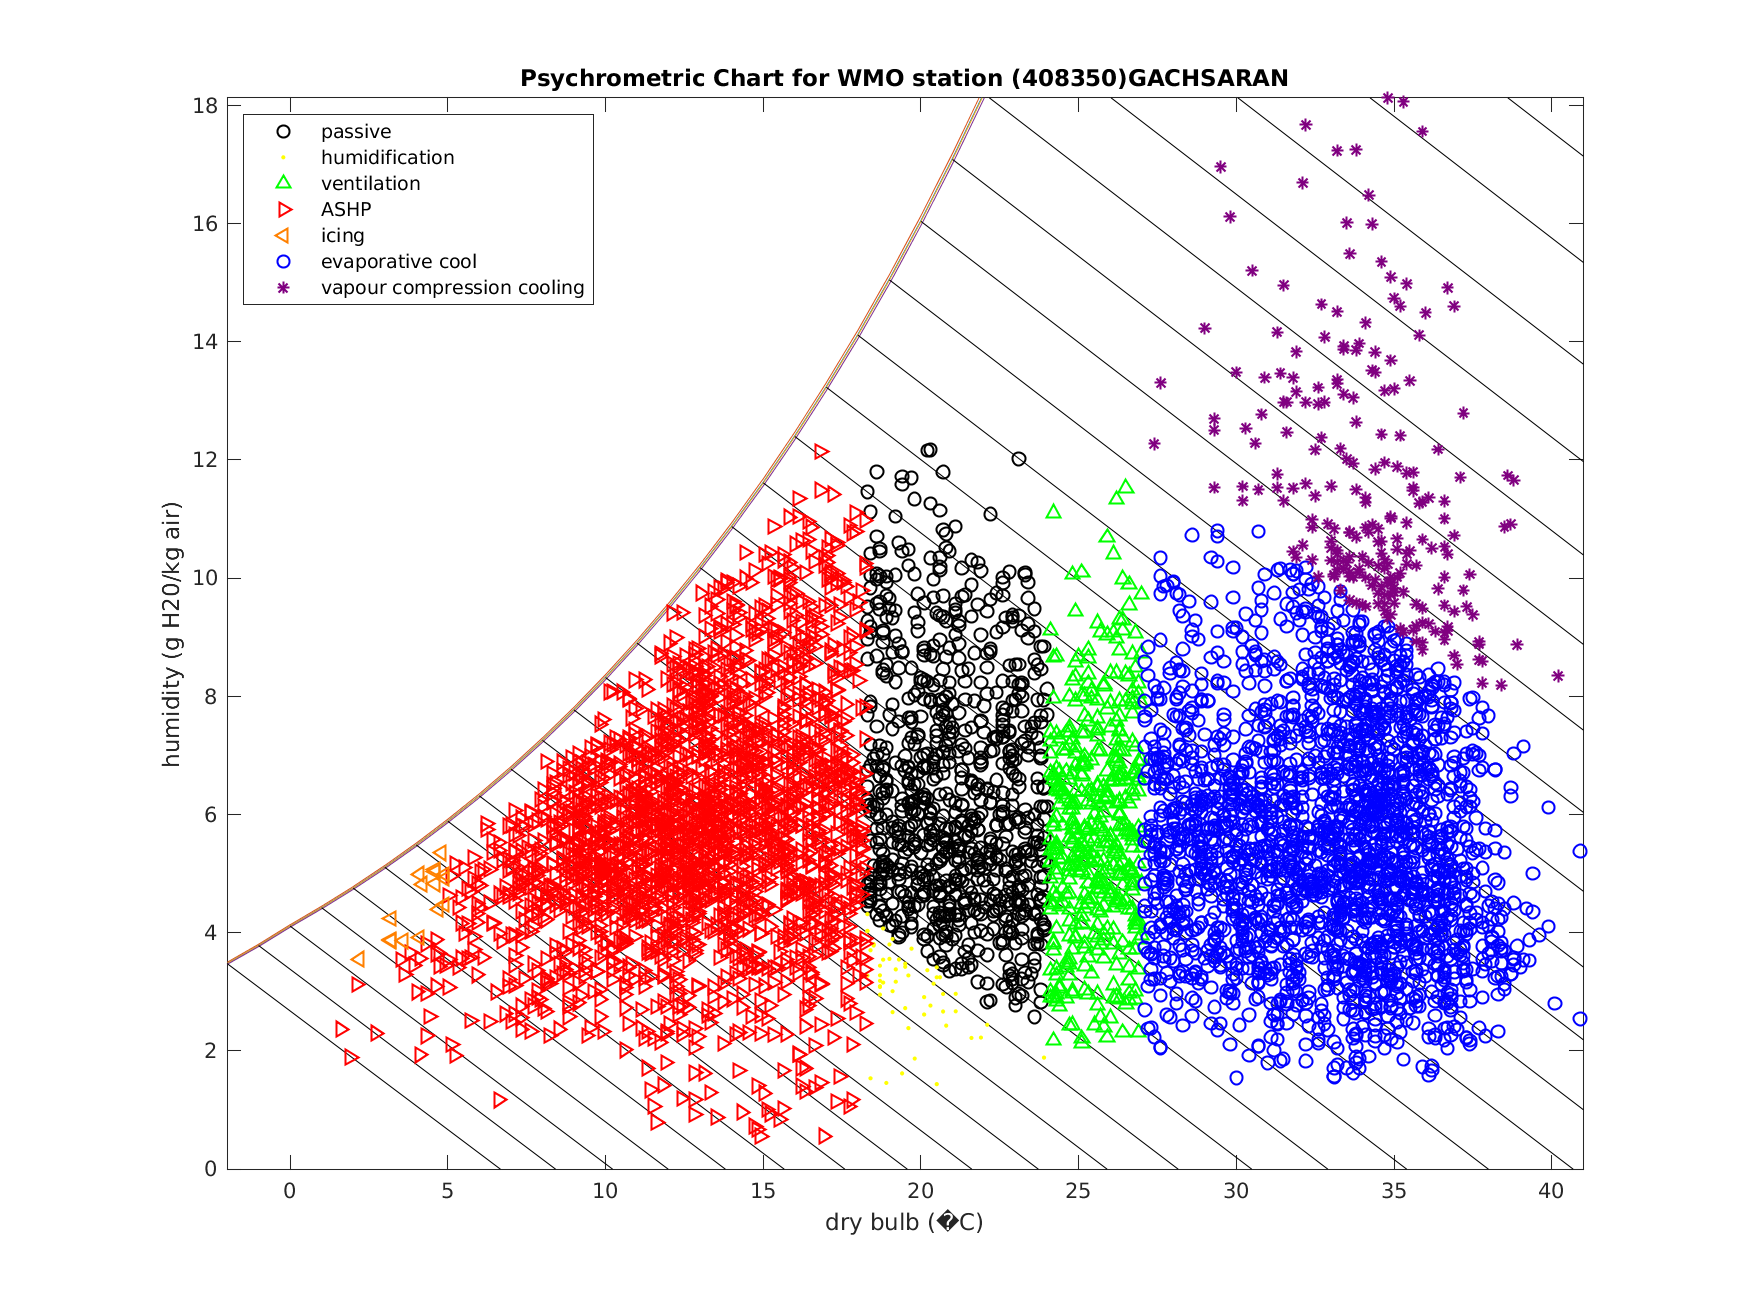 Psychrometric Chart for WMO station (408350)GACHSARAN
18
16
14
12
10
8
6
4
2
0
humidity (g H20/kg air)
passive
humidification
ventilation
ASHP
icing
evaporative cool
vapour compression cooling
0 5 10 15 20 25 30 35 40
dry bulb (�C)